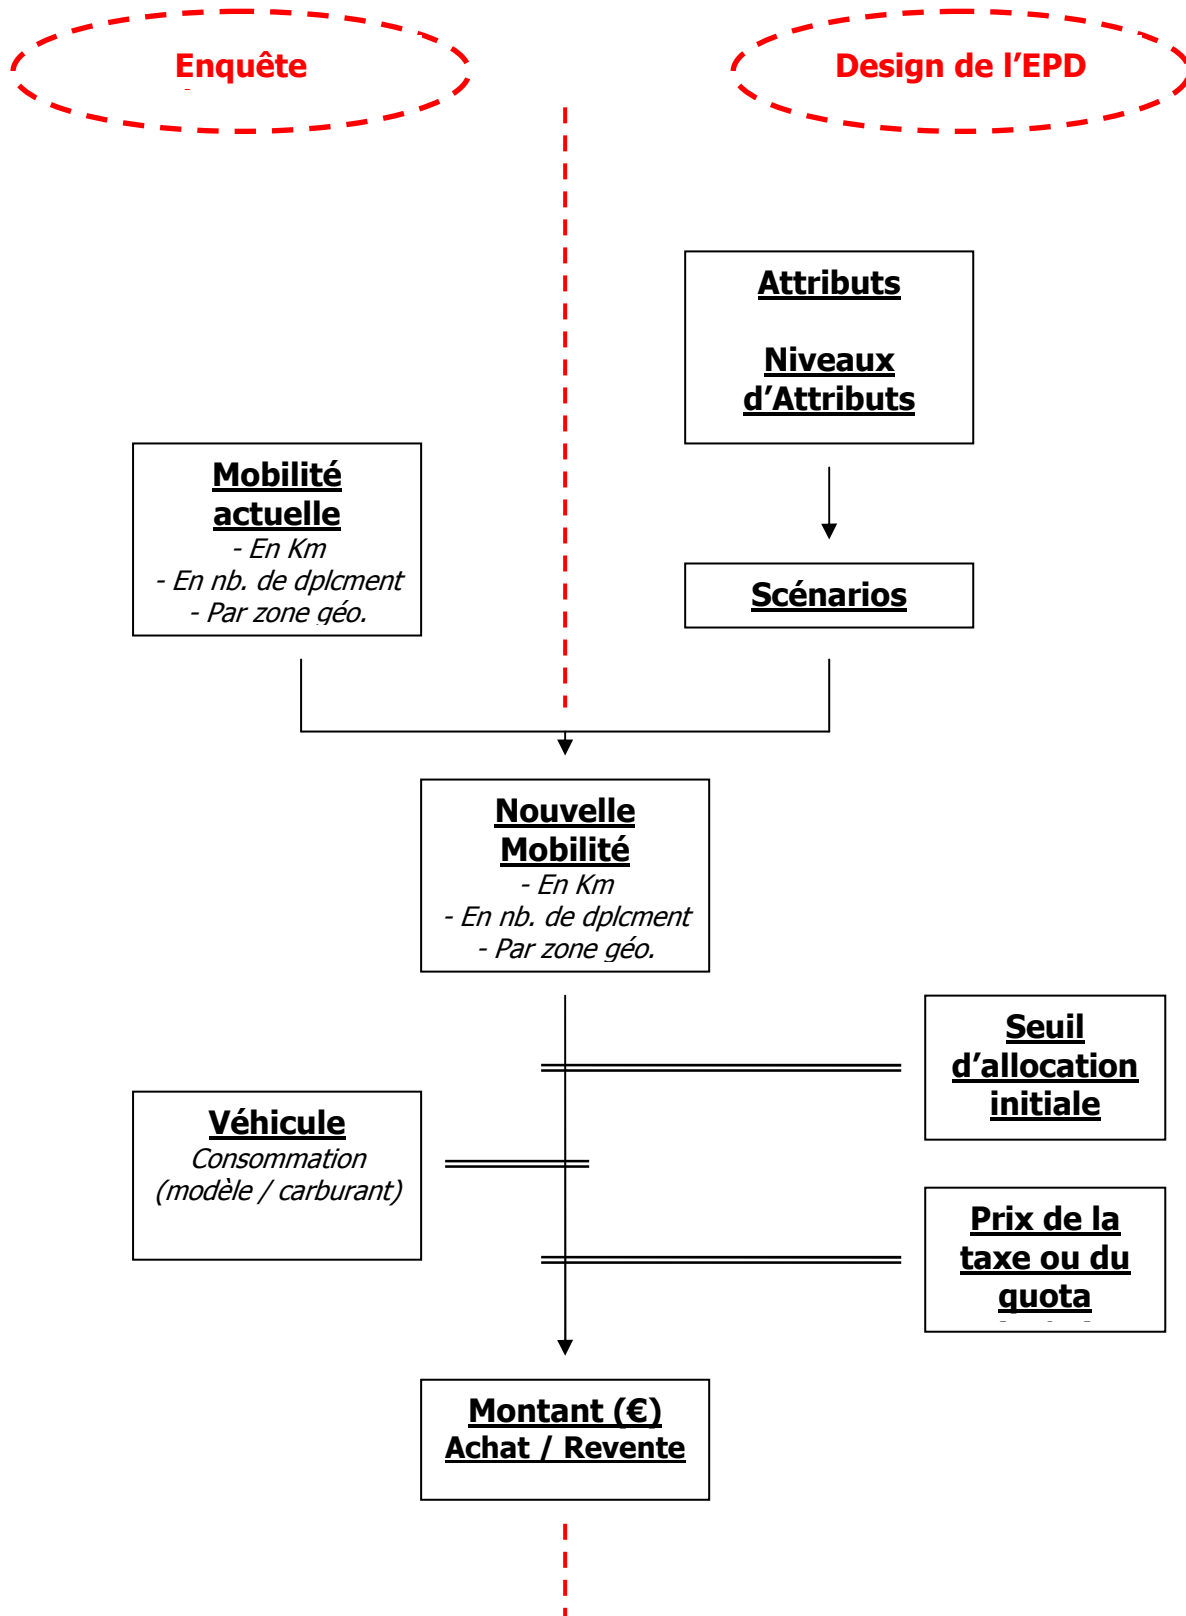 Enquête
Design de l’EPD
Attributs
Niveaux
d’Attributs
Mobilité
actuelle
- En Km
- En nb. de dplcment
- Par zone géo.
Scénarios
Nouvelle
Mobilité
- En Km
- En nb. de dplcment
- Par zone géo.
Seuil
d’allocation
initiale
Véhicule
Consommation
(modèle / carburant)
Prix de la
taxe ou du
quota
Montant (€)
Achat / Revente